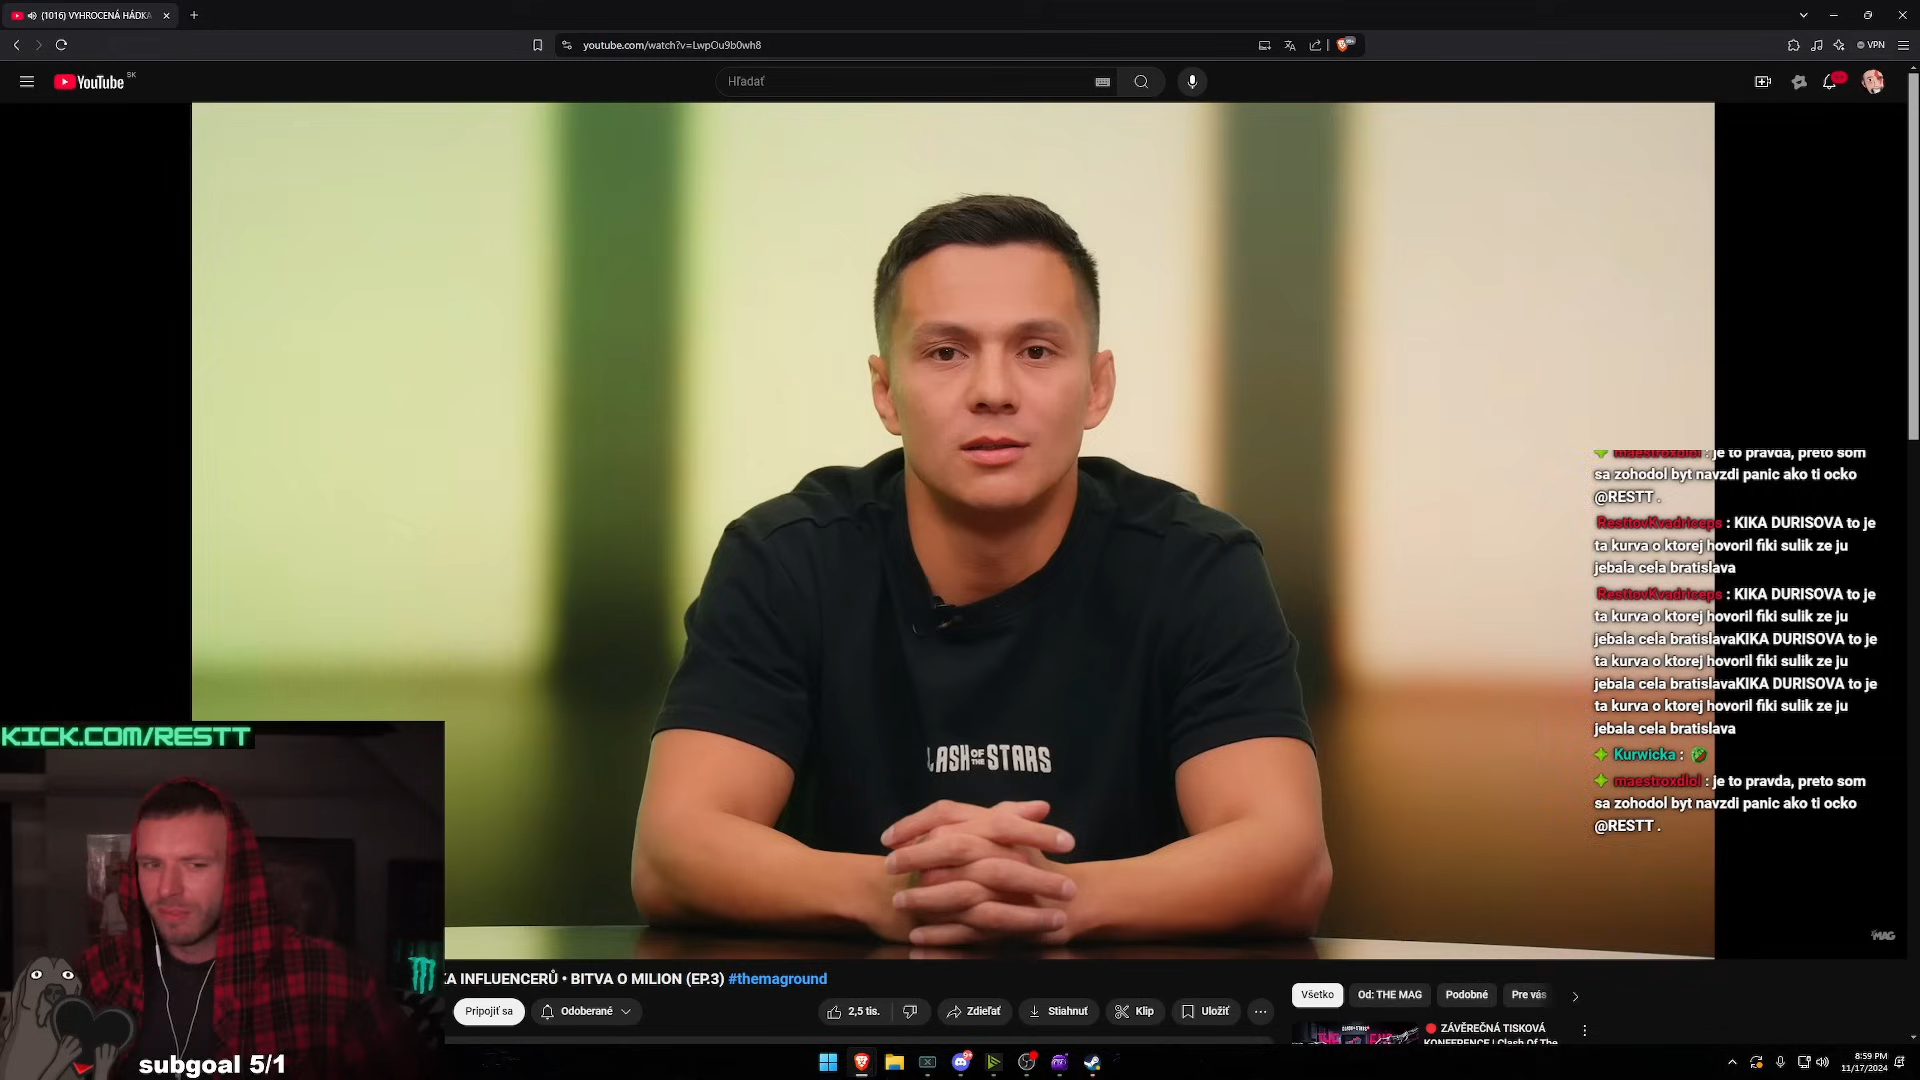 (1016) VYHROCENÁ HÁDKA
youtube.com/watch?v=LwpOu9b0wh8
VPN
YouTube SK
Hľadať
CLASH OF THE STARS
maestroxdlol : je to pravda, preto som
sa zohodol byt navzdi panic ako ti ocko
@RESTT .
ResttovKvadriceps : KIKA DURISOVA to je
ta kurva o ktorej hovoril fiki sulik ze ju
jebala cela bratislava
ResttovKvadriceps : KIKA DURISOVA to je
ta kurva o ktorej hovoril fiki sulik ze ju
jebala cela bratislavaKIKA DURISOVA to je
ta kurva o ktorej hovoril fiki sulik ze ju
jebala cela bratislavaKIKA DURISOVA to je
ta kurva o ktorej hovoril fiki sulik ze ju
jebala cela bratislava
Kurwicka :
maestroxdlol : je to pravda, preto som
sa zohodol byt navzdi panic ako ti ocko
@RESTT .
MAG
KICK.COM/RESTT
KA INFLUENCERŮ • BITVA O MILION (EP.3) #themaground
Pripojiť sa
Odoberané
2,5 tis.
Zdieľať
Stiahnuť
Klip
Uložiť
Všetko
Od: THE MAG
Podobné
Pre vás
ZÁVĚREČNÁ TISKOVÁ
KONFERENCE | Clash Of The
subgoal 5/1
8:59 PM
11/17/2024